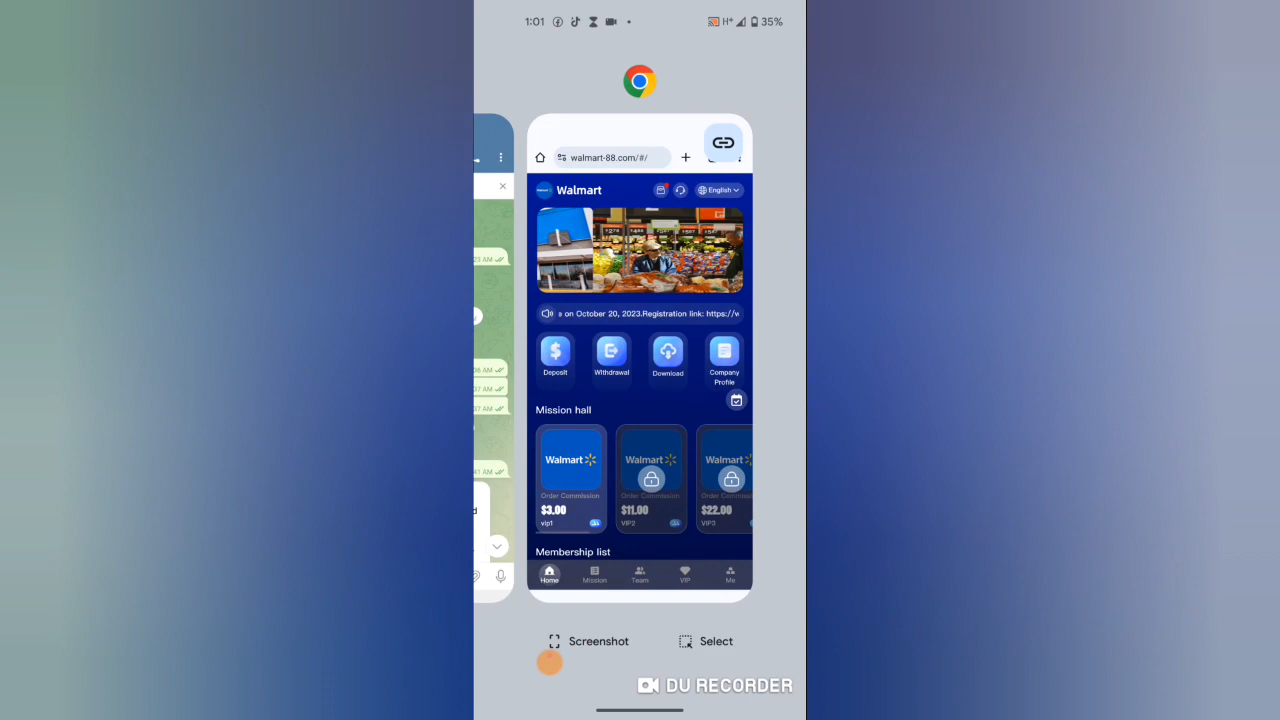 1:01
H+
35%
walmart-88.com/#/
Walmart
English
on October 20, 2023.Registration link: https://w
Deposit
Withdrawal
Download
Company
Profile
Mission hall
Walmart
Walmart
Walmart
Order Commission
Order Commission
Order Commission
$3.00
$11.00
$22.00
vip1
VIP2
VIP3
Membership list
Home
Mission
Team
VIP
Me
Screenshot
Select
DU RECORDER